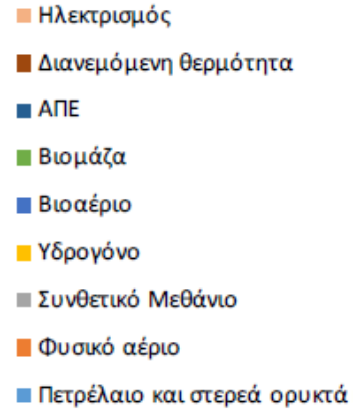 Ηλεκτρισμός
Διανεμόμενη θερμότητα
ΑΠΕ
Βιομάζα
Βιοαέριο
Υδρογόνο
Συνθετικό Μεθάνιο
Φυσικό αέριο
Πετρέλαιο και στερεά ορυκτά